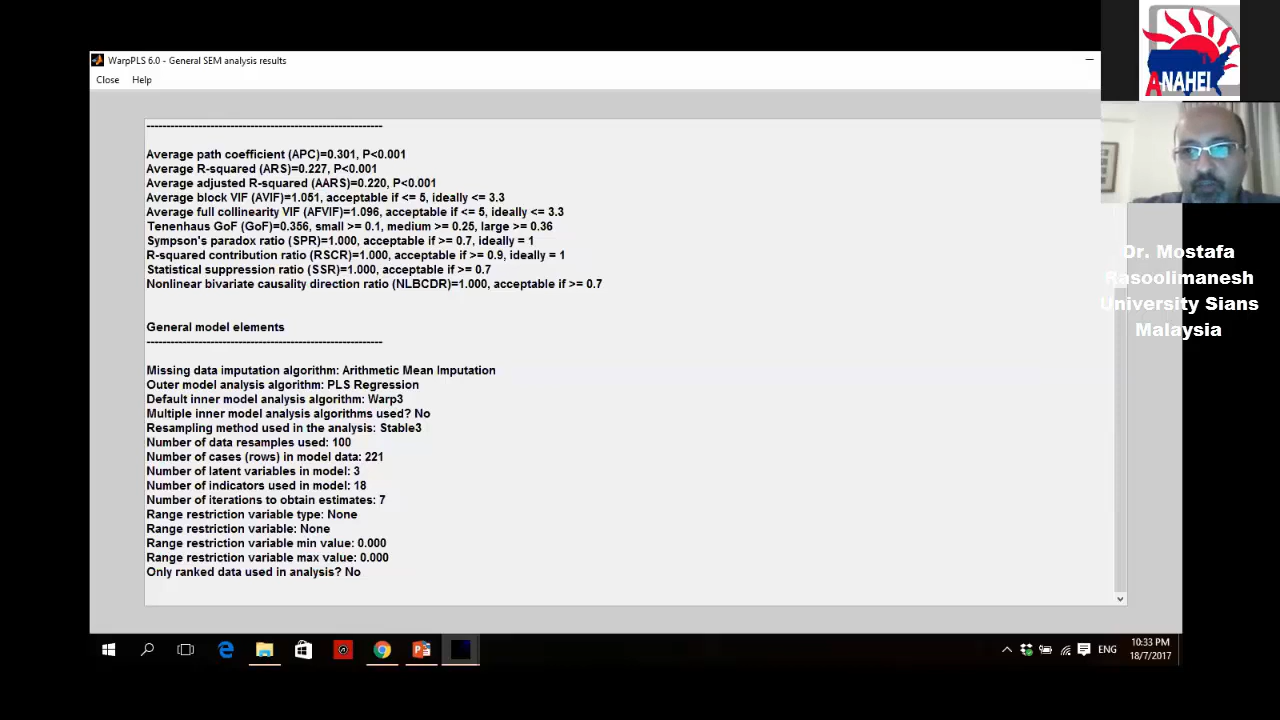 WarpPLS 6.0 - General SEM analysis results
Close Help
------------------------------------------------------------
Average path coefficient (APC)=0.301, P<0.001
Average R-squared (ARS)=0.227, P<0.001
Average adjusted R-squared (AARS)=0.220, P<0.001
Average block VIF (AVIF)=1.051, acceptable if <= 5, ideally <= 3.3
Average full collinearity VIF (AFVIF)=1.096, acceptable if <= 5, ideally <= 3.3
Tenenhaus GoF (GoF)=0.356, small >= 0.1, medium >= 0.25, large >= 0.36
Sympson's paradox ratio (SPR)=1.000, acceptable if >= 0.7, ideally = 1
R-squared contribution ratio (RSCR)=1.000, acceptable if >= 0.9, ideally = 1
Statistical suppression ratio (SSR)=1.000, acceptable if >= 0.7
Nonlinear bivariate causality direction ratio (NLBCDR)=1.000, acceptable if >= 0.7
General model elements
------------------------------------------------------------
Missing data imputation algorithm: Arithmetic Mean Imputation
Outer model analysis algorithm: PLS Regression
Default inner model analysis algorithm: Warp3
Multiple inner model analysis algorithms used? No
Resampling method used in the analysis: Stable3
Number of data resamples used: 100
Number of cases (rows) in model data: 221
Number of latent variables in model: 3
Number of indicators used in model: 18
Number of iterations to obtain estimates: 7
Range restriction variable type: None
Range restriction variable: None
Range restriction variable min value: 0.000
Range restriction variable max value: 0.000
Only ranked data used in analysis? No
ANAHEI
Dr. Mostafa
Rasoolimanesh
University Sians
Malaysia
ENG
10:33 PM
18/7/2017